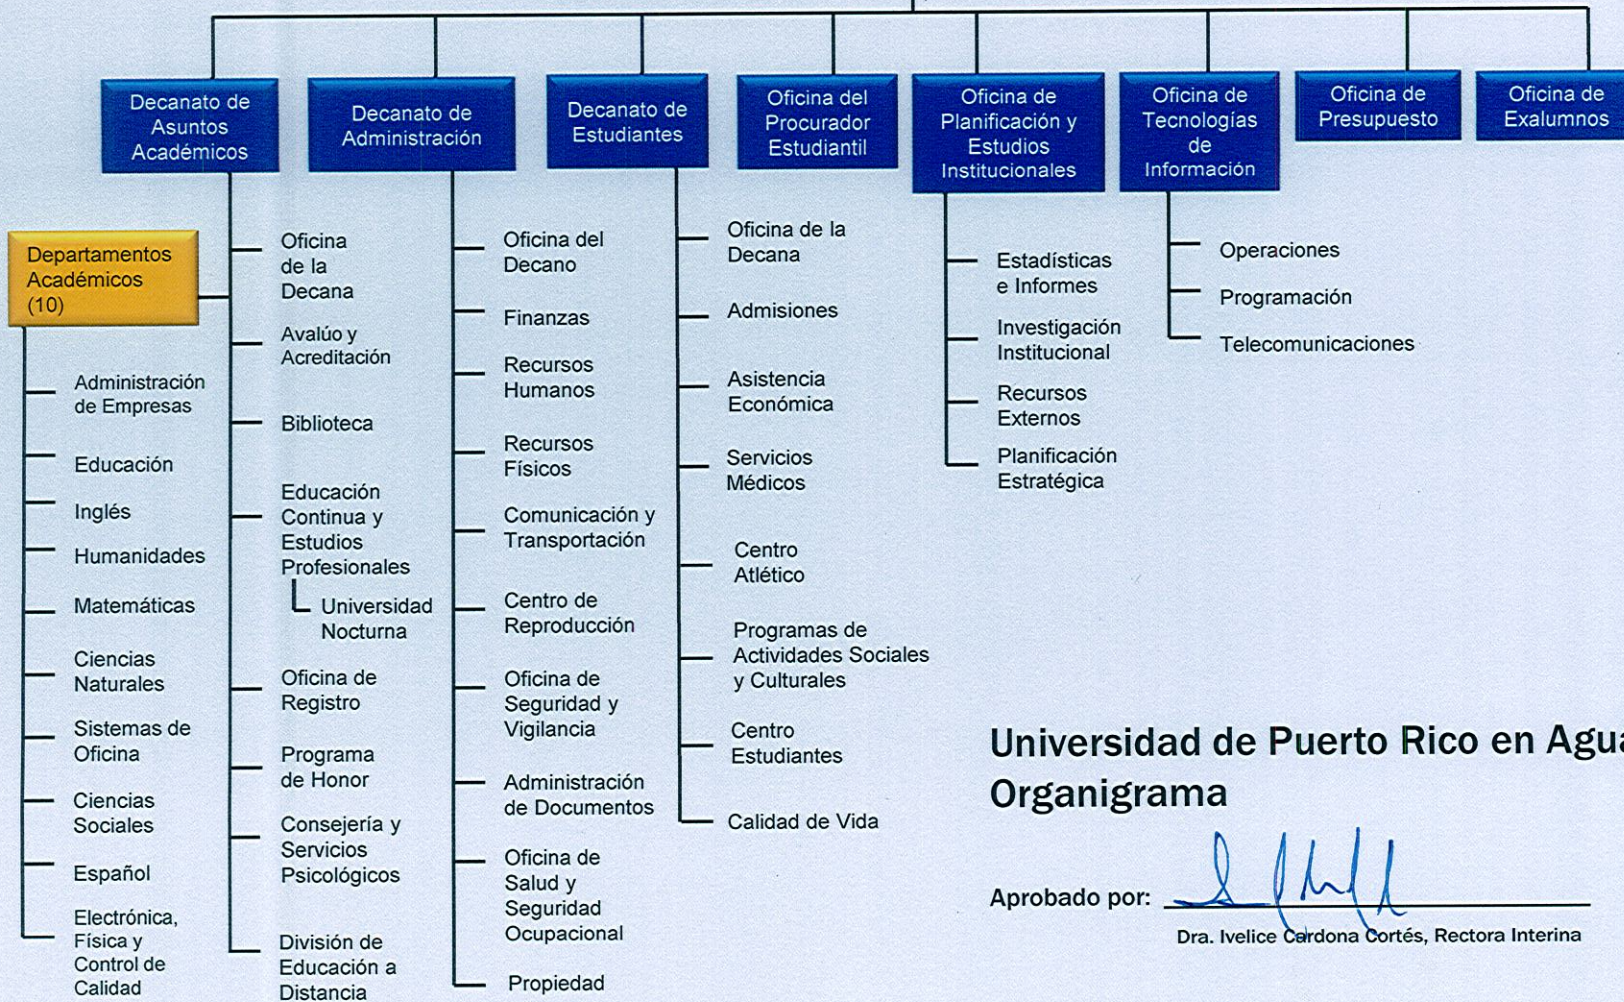 Decanato de
Asuntos
Académicos
Decanato de
Administración
Decanato de
Estudiantes
Oficina del
Procurador
Estudiantil
Oficina de
Planificación y
Estudios
Institucionales
Oficina de
Tecnologías
de
Información
Oficina de
Presupuesto
Oficina de
Exalumnos
Departamentos
Académicos
(10)
Administración
de Empresas
Educación
Inglés
Humanidades
Matemáticas
Ciencias
Naturales
Sistemas de
Oficina
Ciencias
Sociales
Español
Electrónica,
Física y
Control de
Calidad
Oficina
de la
Decana
Avalúo y
Acreditación
Biblioteca
Educación
Continua y
Estudios
Profesionales
Universidad
Nocturna
Oficina de
Registro
Programa
de Honor
Consejería y
Servicios
Psicológicos
División de
Educación a
Distancia
Oficina del
Decano
Finanzas
Recursos
Humanos
Recursos
Físicos
Comunicación y
Transportación
Centro de
Reproducción
Oficina de
Seguridad y
Vigilancia
Administración
de Documentos
Oficina de
Salud y
Seguridad
Ocupacional
Propiedad
Oficina de la
Decana
Admisiones
Asistencia
Económica
Servicios
Médicos
Centro
Atlético
Programas de
Actividades Sociales
y Culturales
Centro
Estudiantes
Calidad de Vida
Estadísticas
e Informes
Investigación
Institucional
Recursos
Externos
Planificación
Estratégica
Operaciones
Programación
Telecomunicaciones
Universidad de Puerto Rico en Agua
Organigrama
Aprobado por:
Dra. Ivelice Cardona Cortés, Rectora Interina